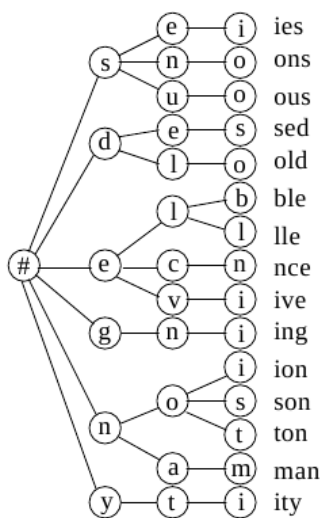 e i ies
s n o ons
u o ous
d e s sed
l o old
l b ble
l lle
# e c n nce
v i ive
g n i ing
i ion
o s son
n t ton
a m man
y t i ity